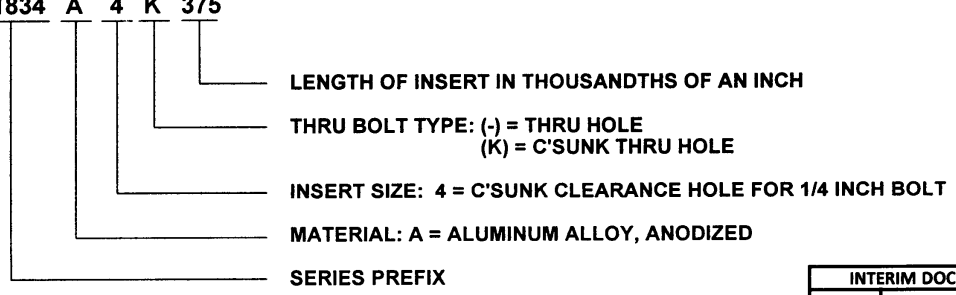 1834 A 4 K 375
LENGTH OF INSERT IN THOUSANDTHS OF AN INCH
THRU BOLT TYPE: (-) = THRU HOLE
(K) = C'SUNK THRU HOLE
INSERT SIZE: 4 = C'SUNK CLEARANCE HOLE FOR 1/4 INCH BOLT
MATERIAL: A = ALUMINUM ALLOY, ANODIZED
SERIES PREFIX
INTERIM DOC